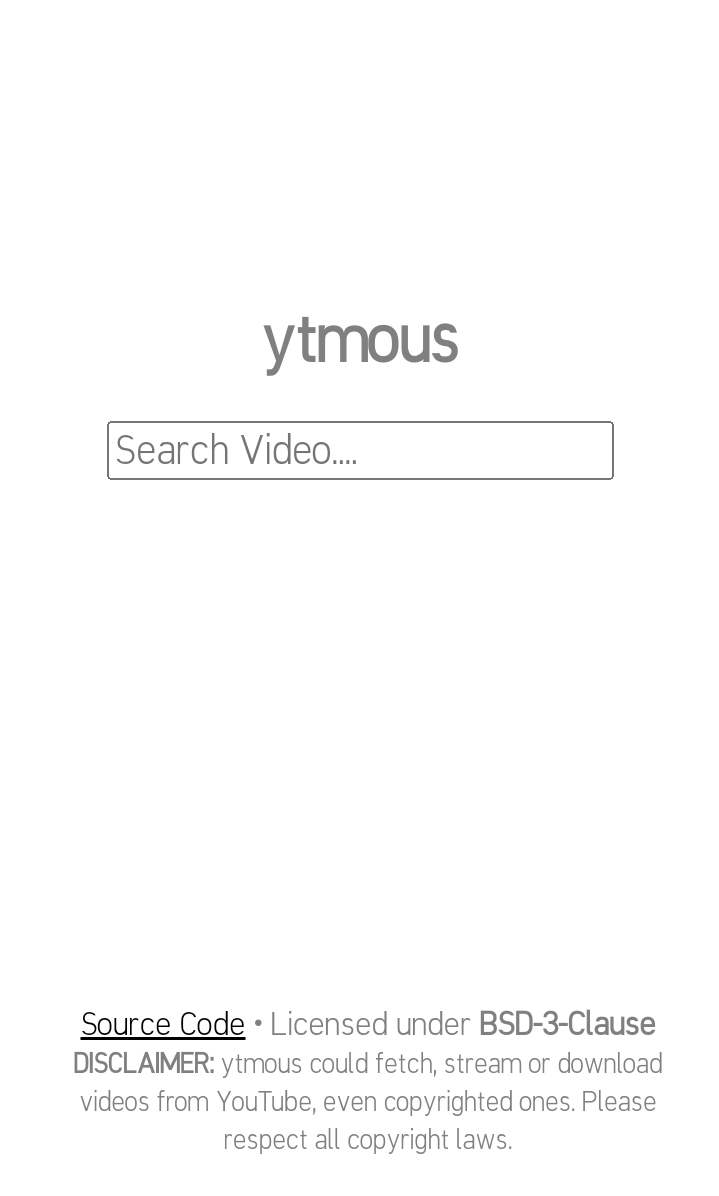 ytmous
Search Video....
Source Code • Licensed under BSD-3-Clause
DISCLAIMER: ytmous could fetch, stream or download
videos from YouTube, even copyrighted ones. Please
respect all copyright laws.